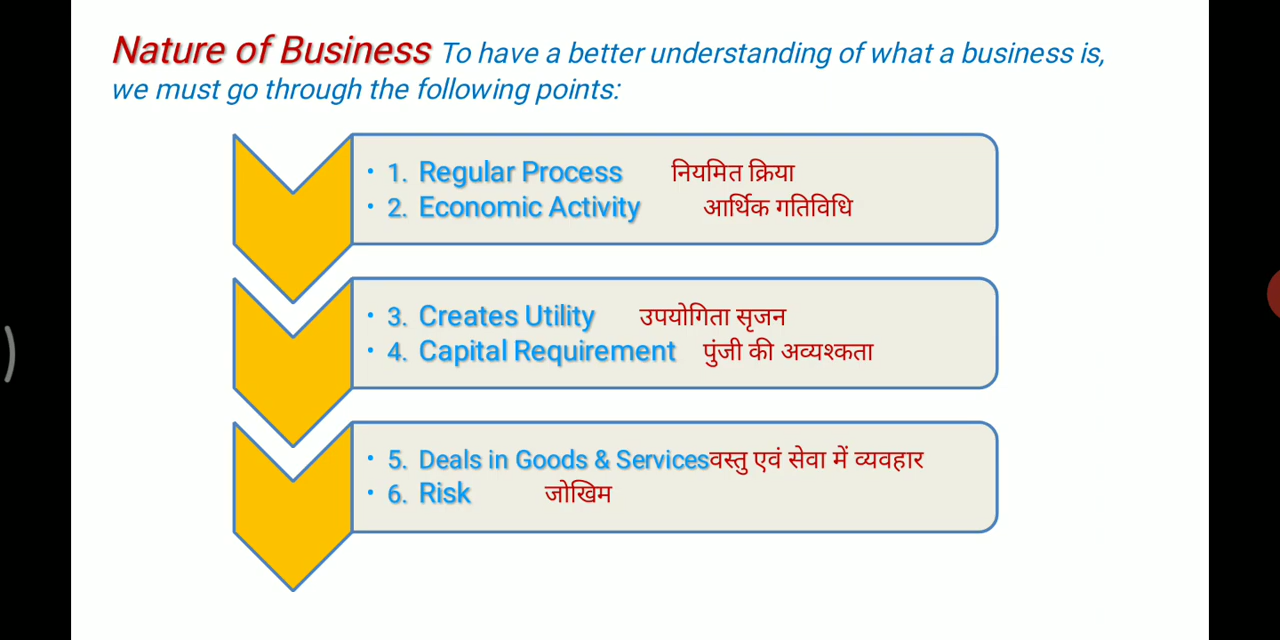 Nature of Business To have a better understanding of what a business is,
we must go through the following points:
• 1. Regular Process नियमित क्रिया
• 2. Economic Activity आर्थिक गतिविधि
• 3. Creates Utility उपयोगिता सृजन
• 4. Capital Requirement पुंजी की अव्यश्कता
• 5. Deals in Goods & Servicesवस्तु एवं सेवा में व्यवहार
• 6. Risk जोखिम